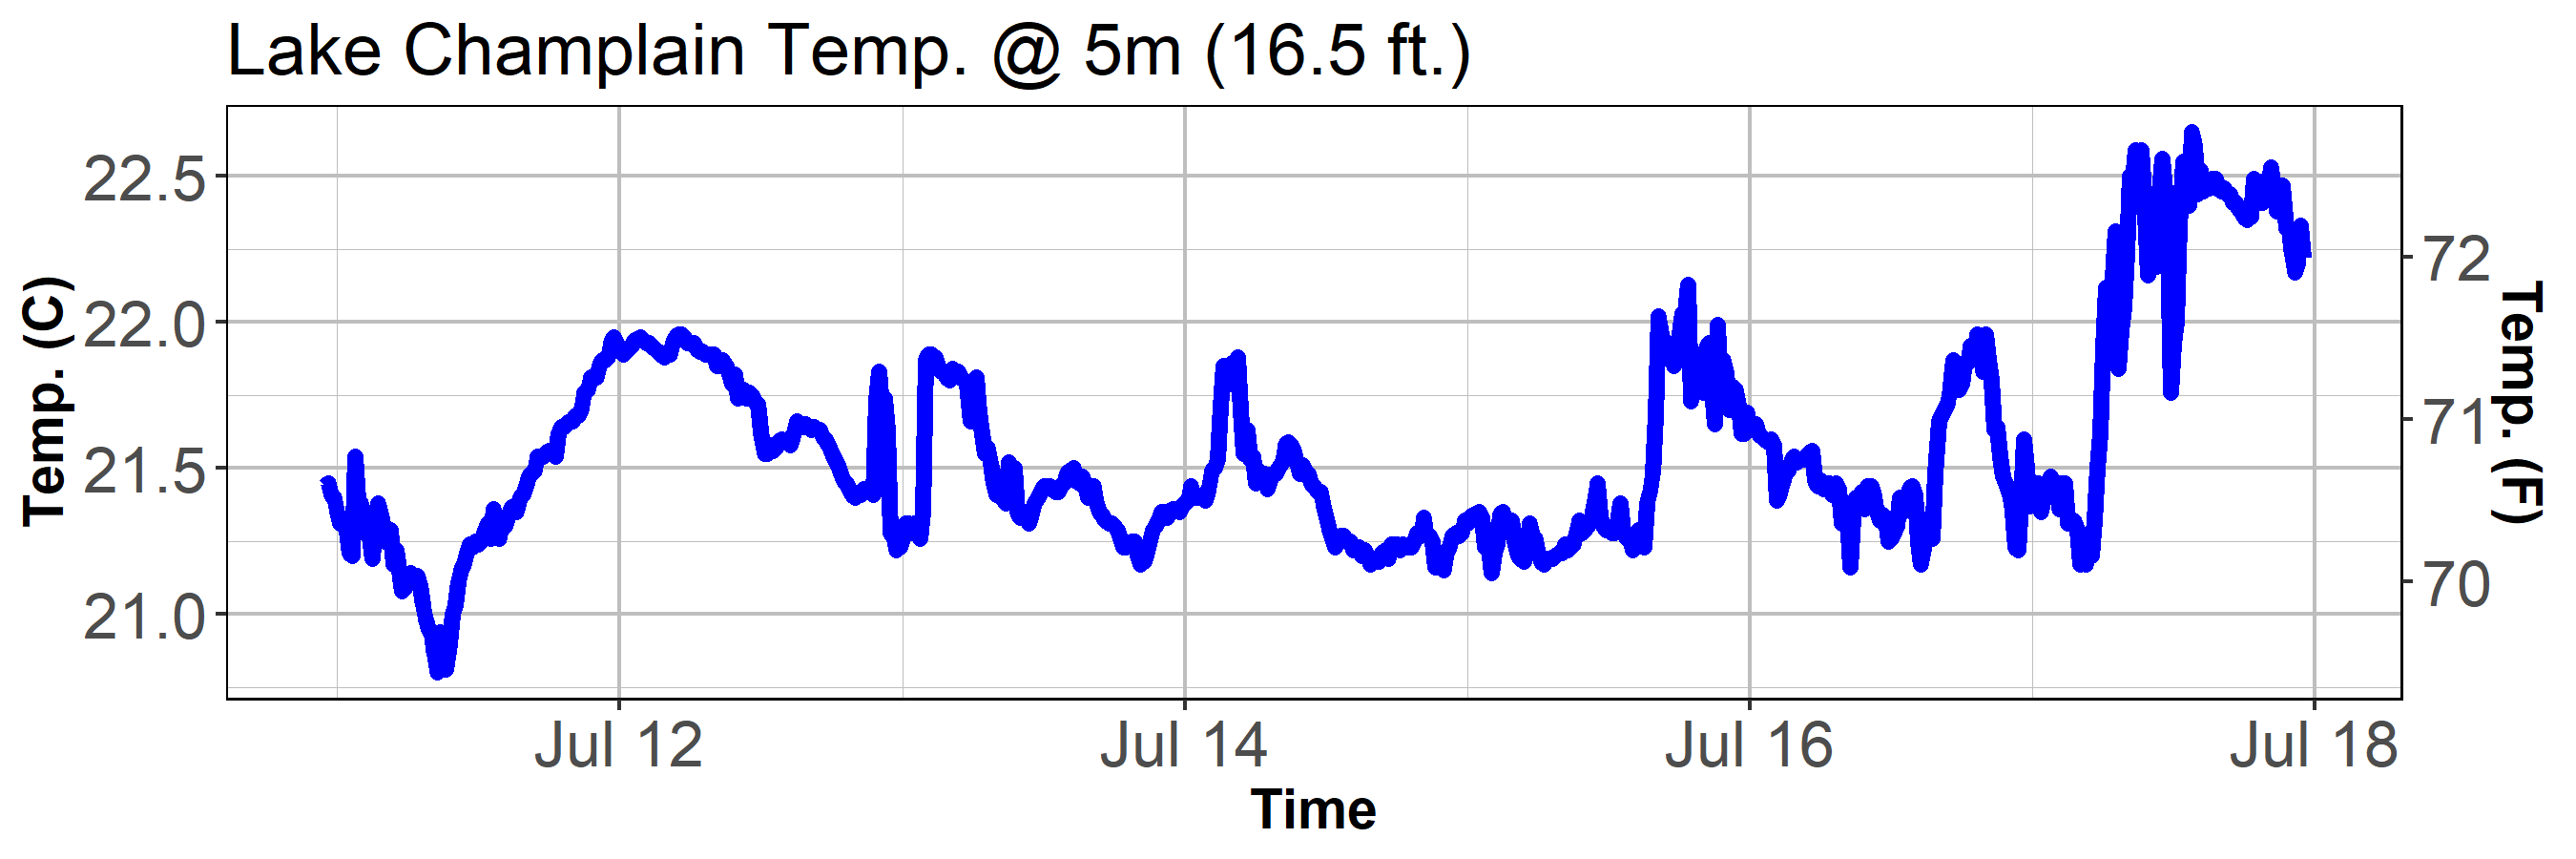 Lake Champlain Temp. @ 5m (16.5 ft.)
Temp. (C)
22.5
22.0
21.5
21.0
72
71
70
Temp. (F)
Jul 12 Jul 14 Jul 16 Jul 18
Time